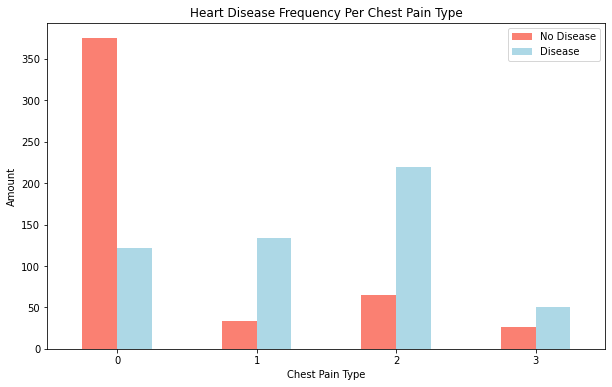 Heart Disease Frequency Per Chest Pain Type
No Disease
Disease
350
300
250
200
150
100
50
0
Amount
0 1 2 3
Chest Pain Type